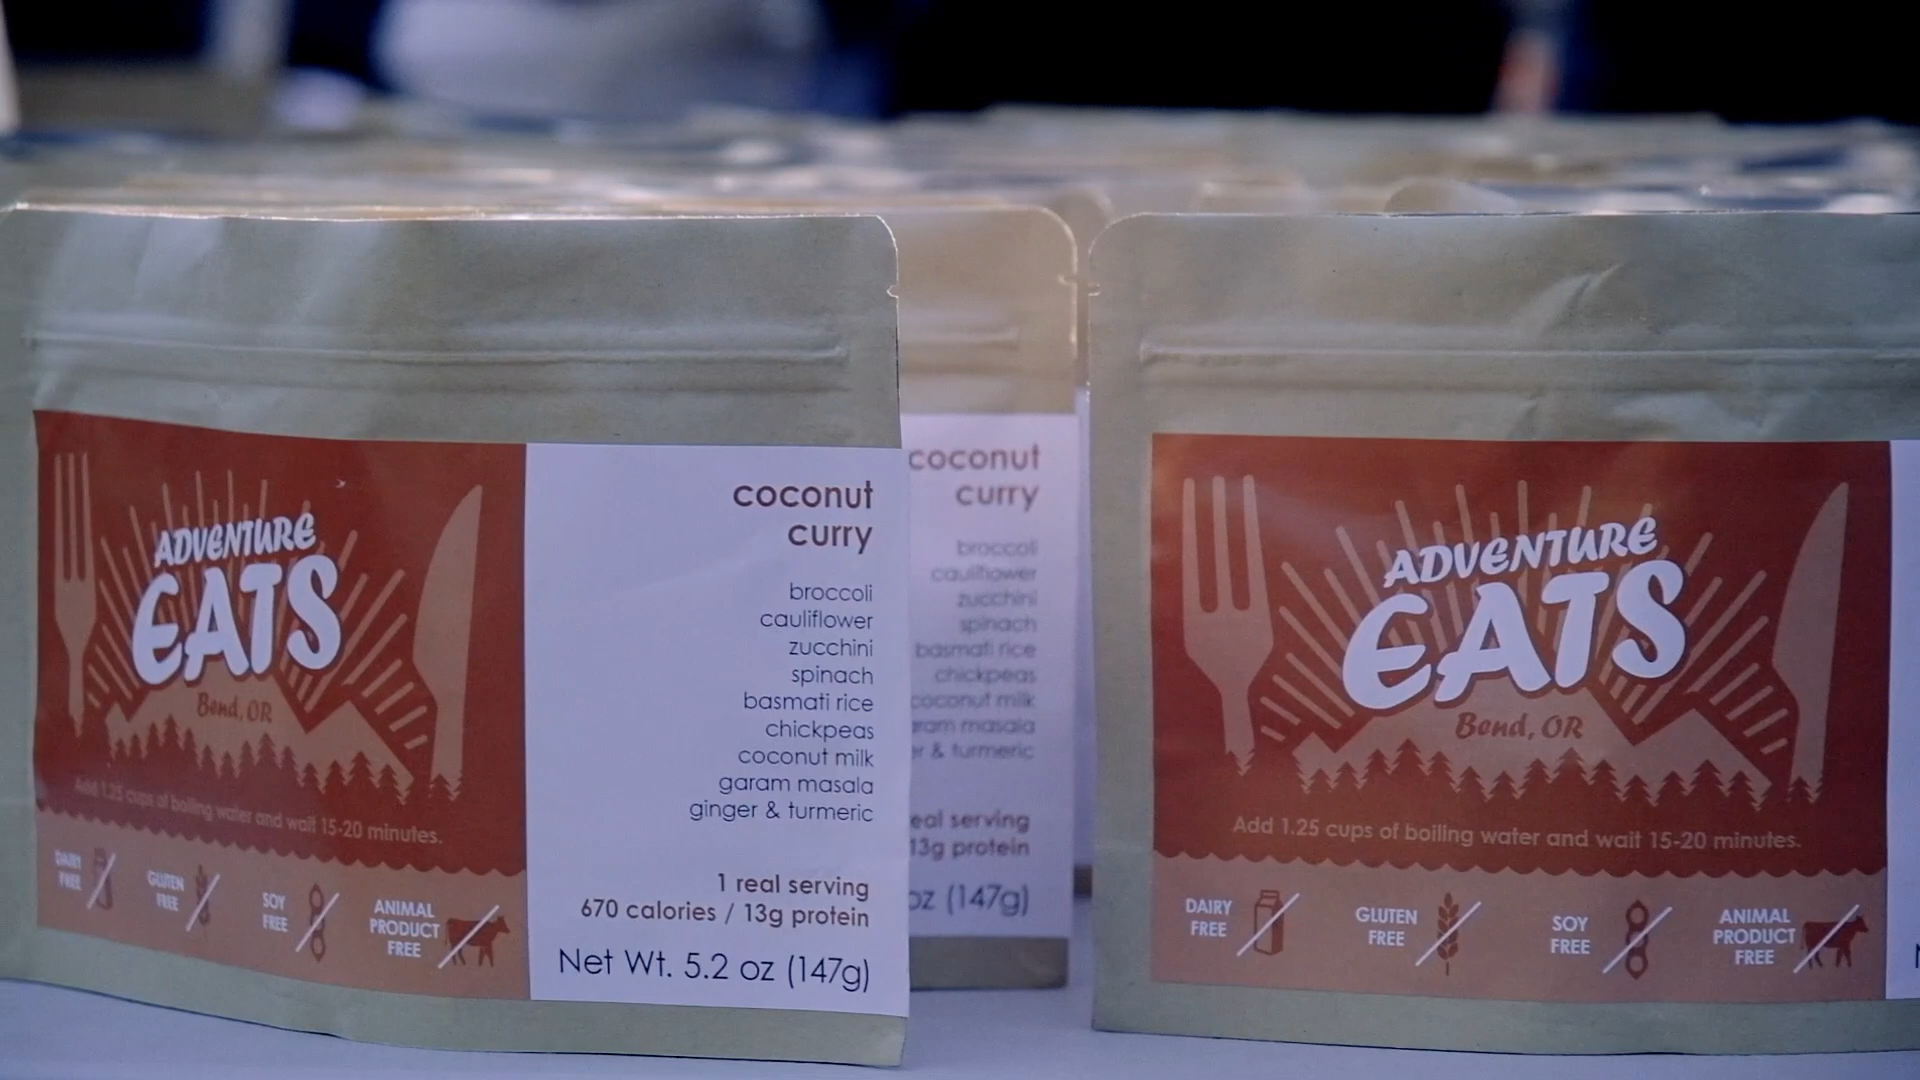 ADVENTURE
EATS
Bend, OR
Add 1.25 cups of boiling water and wait 15-20 minutes.
DAIRY
FREE
GLUTEN
FREE
SOY
FREE
ANIMAL
PRODUCT
FREE
coconut
curry
broccoli
cauliflower
zucchini
spinach
basmati rice
chickpeas
coconut milk
garam masala
ginger & turmeric
1 real serving
670 calories / 13g protein
Net Wt. 5.2 oz (147g)
coconut
curry
broccoli
cauliflower
zucchini
spinach
basmati rice
chickpeas
coconut milk
masala
& turmeric
serving
13g protein
oz (147g)
ADVENTURE
EATS
Bend, OR
Add 1.25 cups of boiling water and wait 15-20 minutes.
DAIRY
FREE
GLUTEN
FREE
SOY
FREE
ANIMAL
PRODUCT
FREE